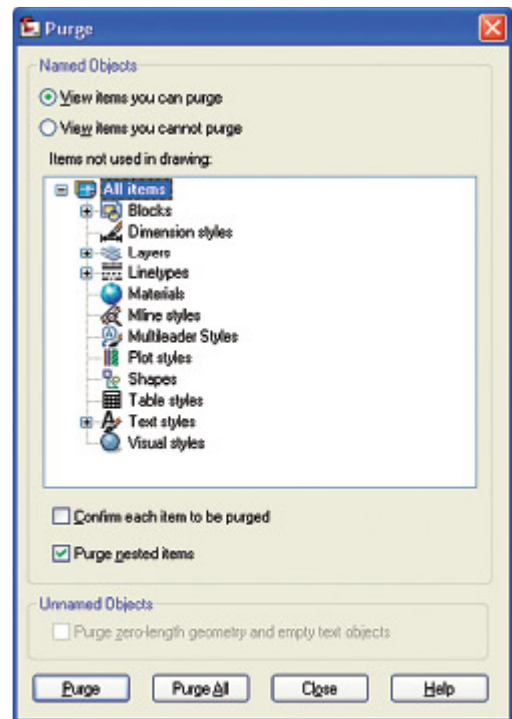 Purge
Named Objects
View items you can purge
View items you cannot purge
Items not used in drawing:
All items
Blocks
Dimension styles
Layers
Linetypes
Materials
Mline styles
Multileader Styles
Plot styles
Shapes
Table styles
Text styles
Visual styles
Confirm each item to be purged
Purge nested items
Unnamed Objects
Purge zero-length geometry and empty text objects
Purge Purge All Close Help